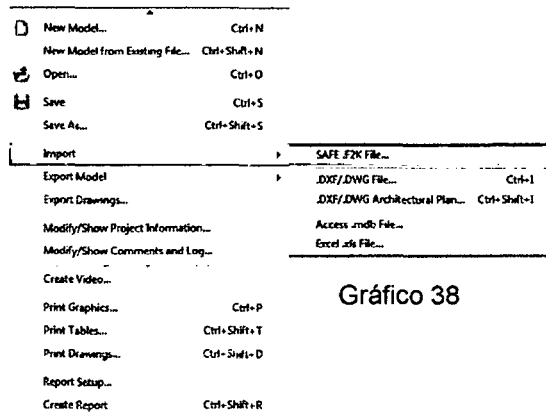 New Model... Ctrl+N
New Model from Existing File... Ctrl+Shift+N
Open... Ctrl+O
Save Ctrl+S
Save As... Ctrl+Shift+S
Import
Export Model
Export Drawings...
Modify/Show Project Information...
Modify/Show Comments and Log...
Create Video...
Print Graphics... Ctrl+P
Print Tables... Ctrl+Shift+T
Print Drawings... Ctrl+Shift+D
Report Setup...
Create Report Ctrl+Shift+R
SAFE .F2K File...
.DXF/.DWG File... Ctrl+I
.DXF/.DWG Architectural Plan... Ctrl+Shift+I
Access .mdb File...
Excel .xls File...
Gráfico 38